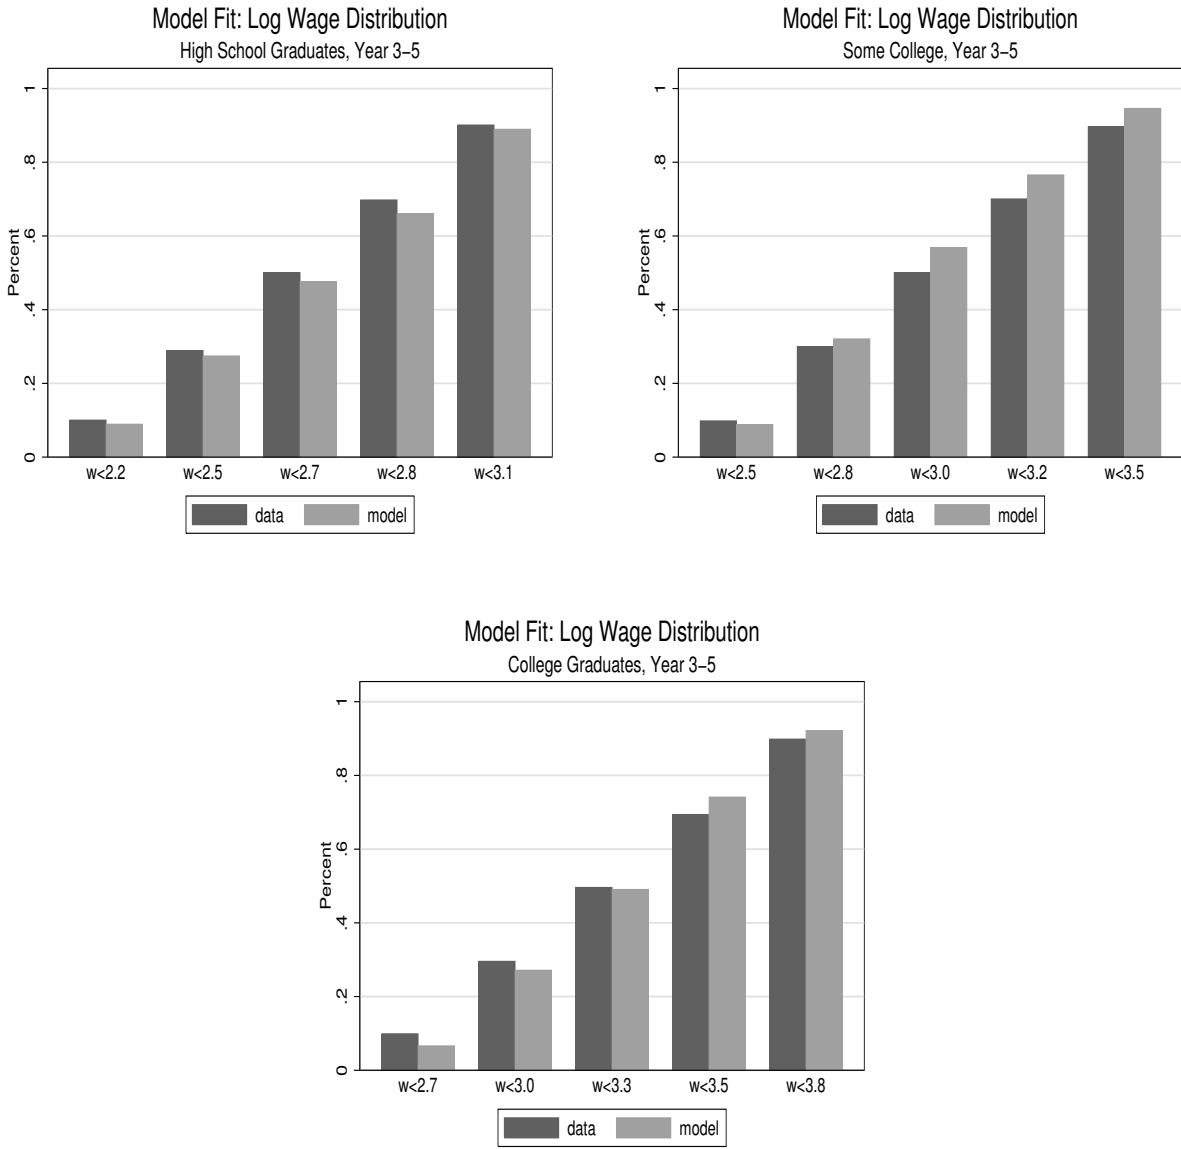 Model Fit: Log Wage Distribution
High School Graduates, Year 3−5
Percent
1
.8
.6
.4
.2
0
w<2.2 w<2.5 w<2.7 w<2.8 w<3.1
data model
Model Fit: Log Wage Distribution
Some College, Year 3−5
Percent
1
.8
.6
.4
.2
0
w<2.5 w<2.8 w<3.0 w<3.2 w<3.5
data model
Model Fit: Log Wage Distribution
College Graduates, Year 3−5
Percent
1
.8
.6
.4
.2
0
w<2.7 w<3.0 w<3.3 w<3.5 w<3.8
data model